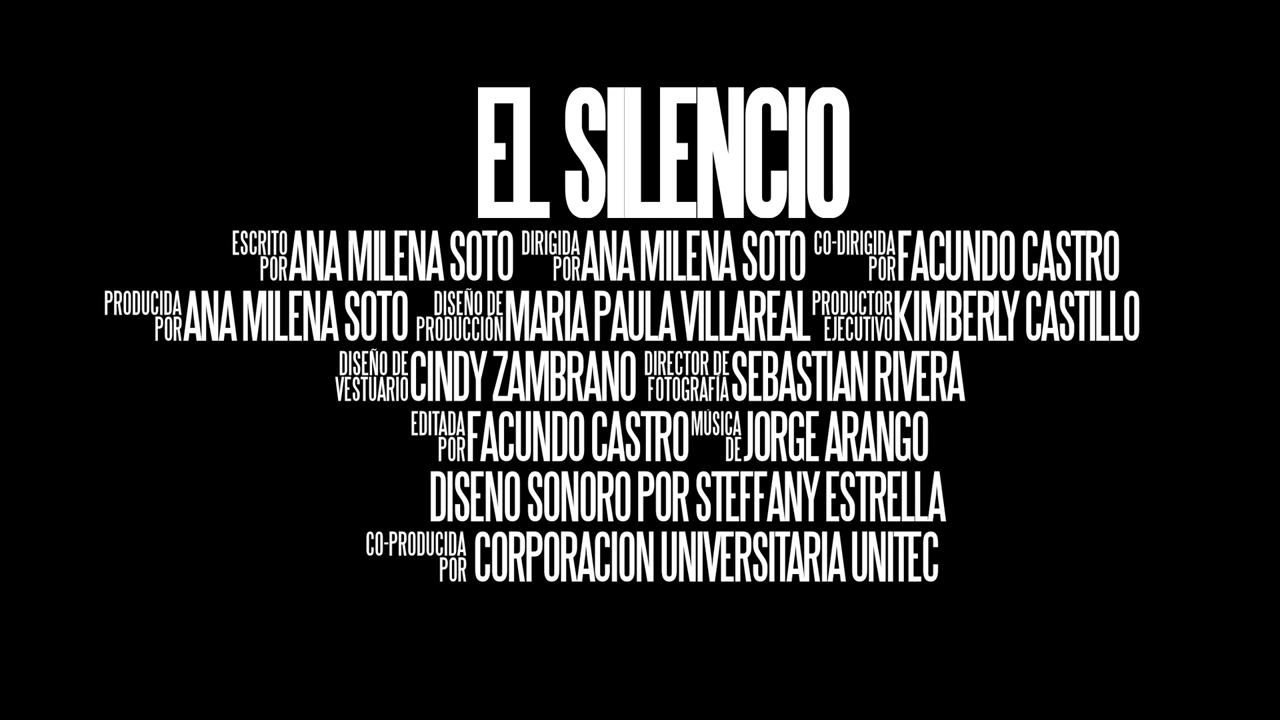 EL SILENCIO
ESCRITO POR ANA MILENA SOTO DIRIGIDA POR ANA MILENA SOTO CO-DIRIGIDA POR FACUNDO CASTRO
PRODUCIDA POR ANA MILENA SOTO DISEÑO DE PRODUCCIÓN MARIA PAULA VILLAREAL PRODUCTOR EJECUTIVO KIMBERLY CASTILLO
DISEÑO DE VESTUARIO CINDY ZAMBRANO DIRECTOR DE FOTOGRAFÍA SEBASTIAN RIVERA
EDITADA POR FACUNDO CASTRO MÚSICA DE JORGE ARANGO
DISENO SONORO POR STEFFANY ESTRELLA
CO-PRODUCIDA POR CORPORACION UNIVERSITARIA UNITEC